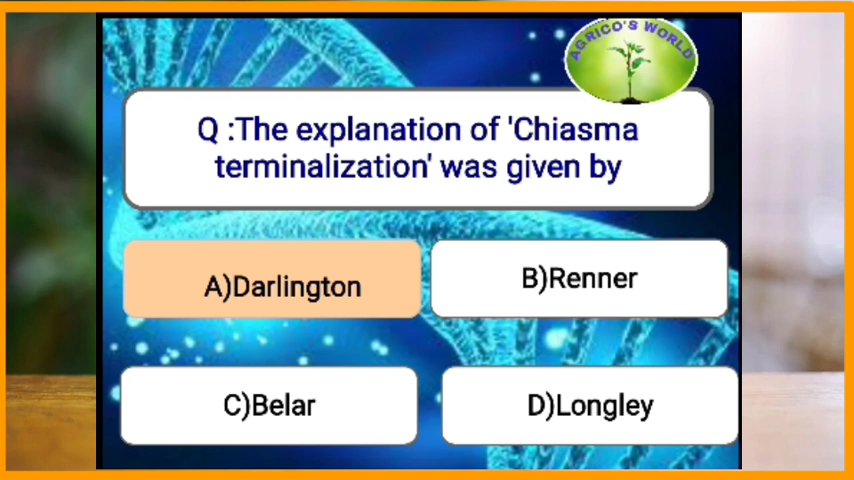 AGRICO'S WORLD
Q :The explanation of 'Chiasma
terminalization' was given by
A)Darlington
B)Renner
C)Belar
D)Longley